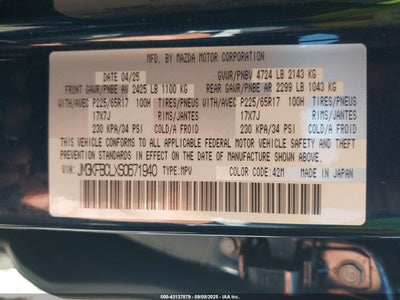 MFD. BY MAZDA MOTOR CORPORATION
DATE 04/25 GVWR/PNBV 4724 LB 2143 KG
FRONT GAWR/PNBE AV 2425 LB 1100 KG REAR GAWR/PNBE AR 2299 LB 1043 KG
WITH/AVEC P225/65R17 100H TIRES/PNEUS WITH/AVEC P225/65R17 100H TIRES/PNEUS
17X7J RIMS/JANTES 17X7J RIMS/JANTES
230 KPA/34 PSI COLD/A FROID 230 KPA/34 PSI COLD/A FROID
THIS VEHICLE CONFORMS TO ALL APPLICABLE FEDERAL MOTOR VEHICLE SAFETY, BUMPER, AND THEFT PREVENTION STANDARDS IN EFFECT ON THE DATE OF MANUFACTURE SHOWN ABOVE.
VIN: JM3KFBCLXS0671940 TYPE:MPV COLOR CODE:42M MADE IN JAPAN
*** 000-43137879 - 09/09/2025 - IAA Inc.